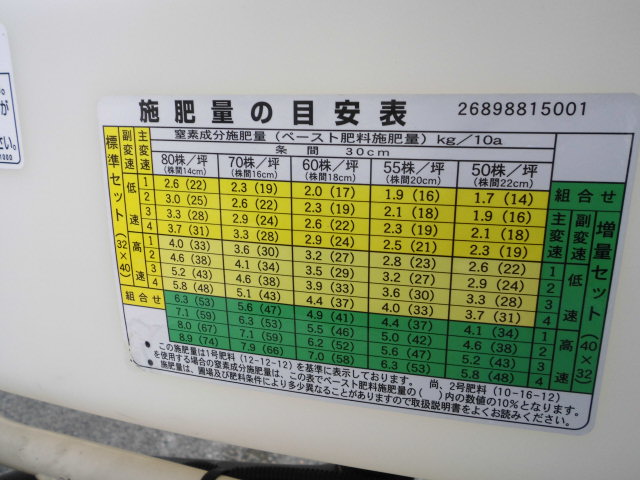 。
が
さい。
施肥量の目安表 26898815001
標準セット(32×40) 副変速 主変速 窒素成分施肥量 (ペースト肥料施肥量) kg/10a
条間 30cm
80株/坪 70株/坪 60株/坪 55株/坪 50株/坪
(株間14cm) (株間16cm) (株間18cm) (株間20cm) (株間22cm)
低速 1 2.6 (22) 2.3 (19) 2.0 (17) 1.9 (16) 1.7 (14) 組合せ
2 3.0 (25) 2.6 (22) 2.3 (19) 2.1 (18) 1.9 (16) 主変速 副変速 増量セット(40×32)
3 3.3 (28) 2.9 (24) 2.6 (22) 2.3 (19) 2.1 (18)
4 3.7 (31) 3.3 (28) 2.9 (24) 2.5 (21) 2.3 (19)
高速 1 4.0 (33) 3.6 (30) 3.2 (27) 2.8 (23) 2.6 (22) 1 低速
2 4.6 (38) 4.1 (34) 3.5 (29) 3.2 (27) 2.9 (24) 2
3 5.2 (43) 4.6 (38) 3.9 (33) 3.6 (30) 3.3 (28) 3
4 5.8 (48) 5.1 (43) 4.4 (37) 4.0 (33) 3.7 (31) 4
組合せ 6.3 (53) 5.6 (47) 4.9 (41) 4.4 (37) 4.1 (34) 1 高速
7.1 (59) 6.3 (53) 5.5 (46) 5.0 (42) 4.6 (38) 2
8.0 (67) 7.1 (59) 6.2 (52) 5.6 (47) 5.2 (43) 3
8.9 (74) 7.9 (66) 7.0 (58) 6.3 (53) 5.8 (48) 4
• この施肥量は1号肥料 (12-12-12) を基準に表示しております。 尚、2号肥料 (10-16-12)
を使用する場合の窒素成分施肥量は、この表でペースト肥料施肥量の ( ) 内の数値の10%となります。
• 施肥量は、圃場及び肥料条件により多少異なることがありますので取扱説明書をよくお読みください。